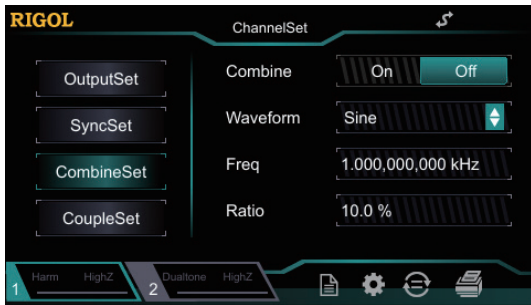 RIGOL
ChannelSet
OutputSet
SyncSet
CombineSet
CoupleSet
Combine On Off
Waveform Sine
Freq 1.000,000,000 kHz
Ratio 10.0 %
1 Harm HighZ 2 Dualtone HighZ